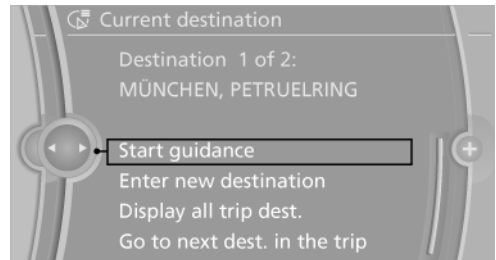 Current destination
Destination 1 of 2:
MÜNCHEN, PETRUELRING
Start guidance
Enter new destination
Display all trip dest.
Go to next dest. in the trip